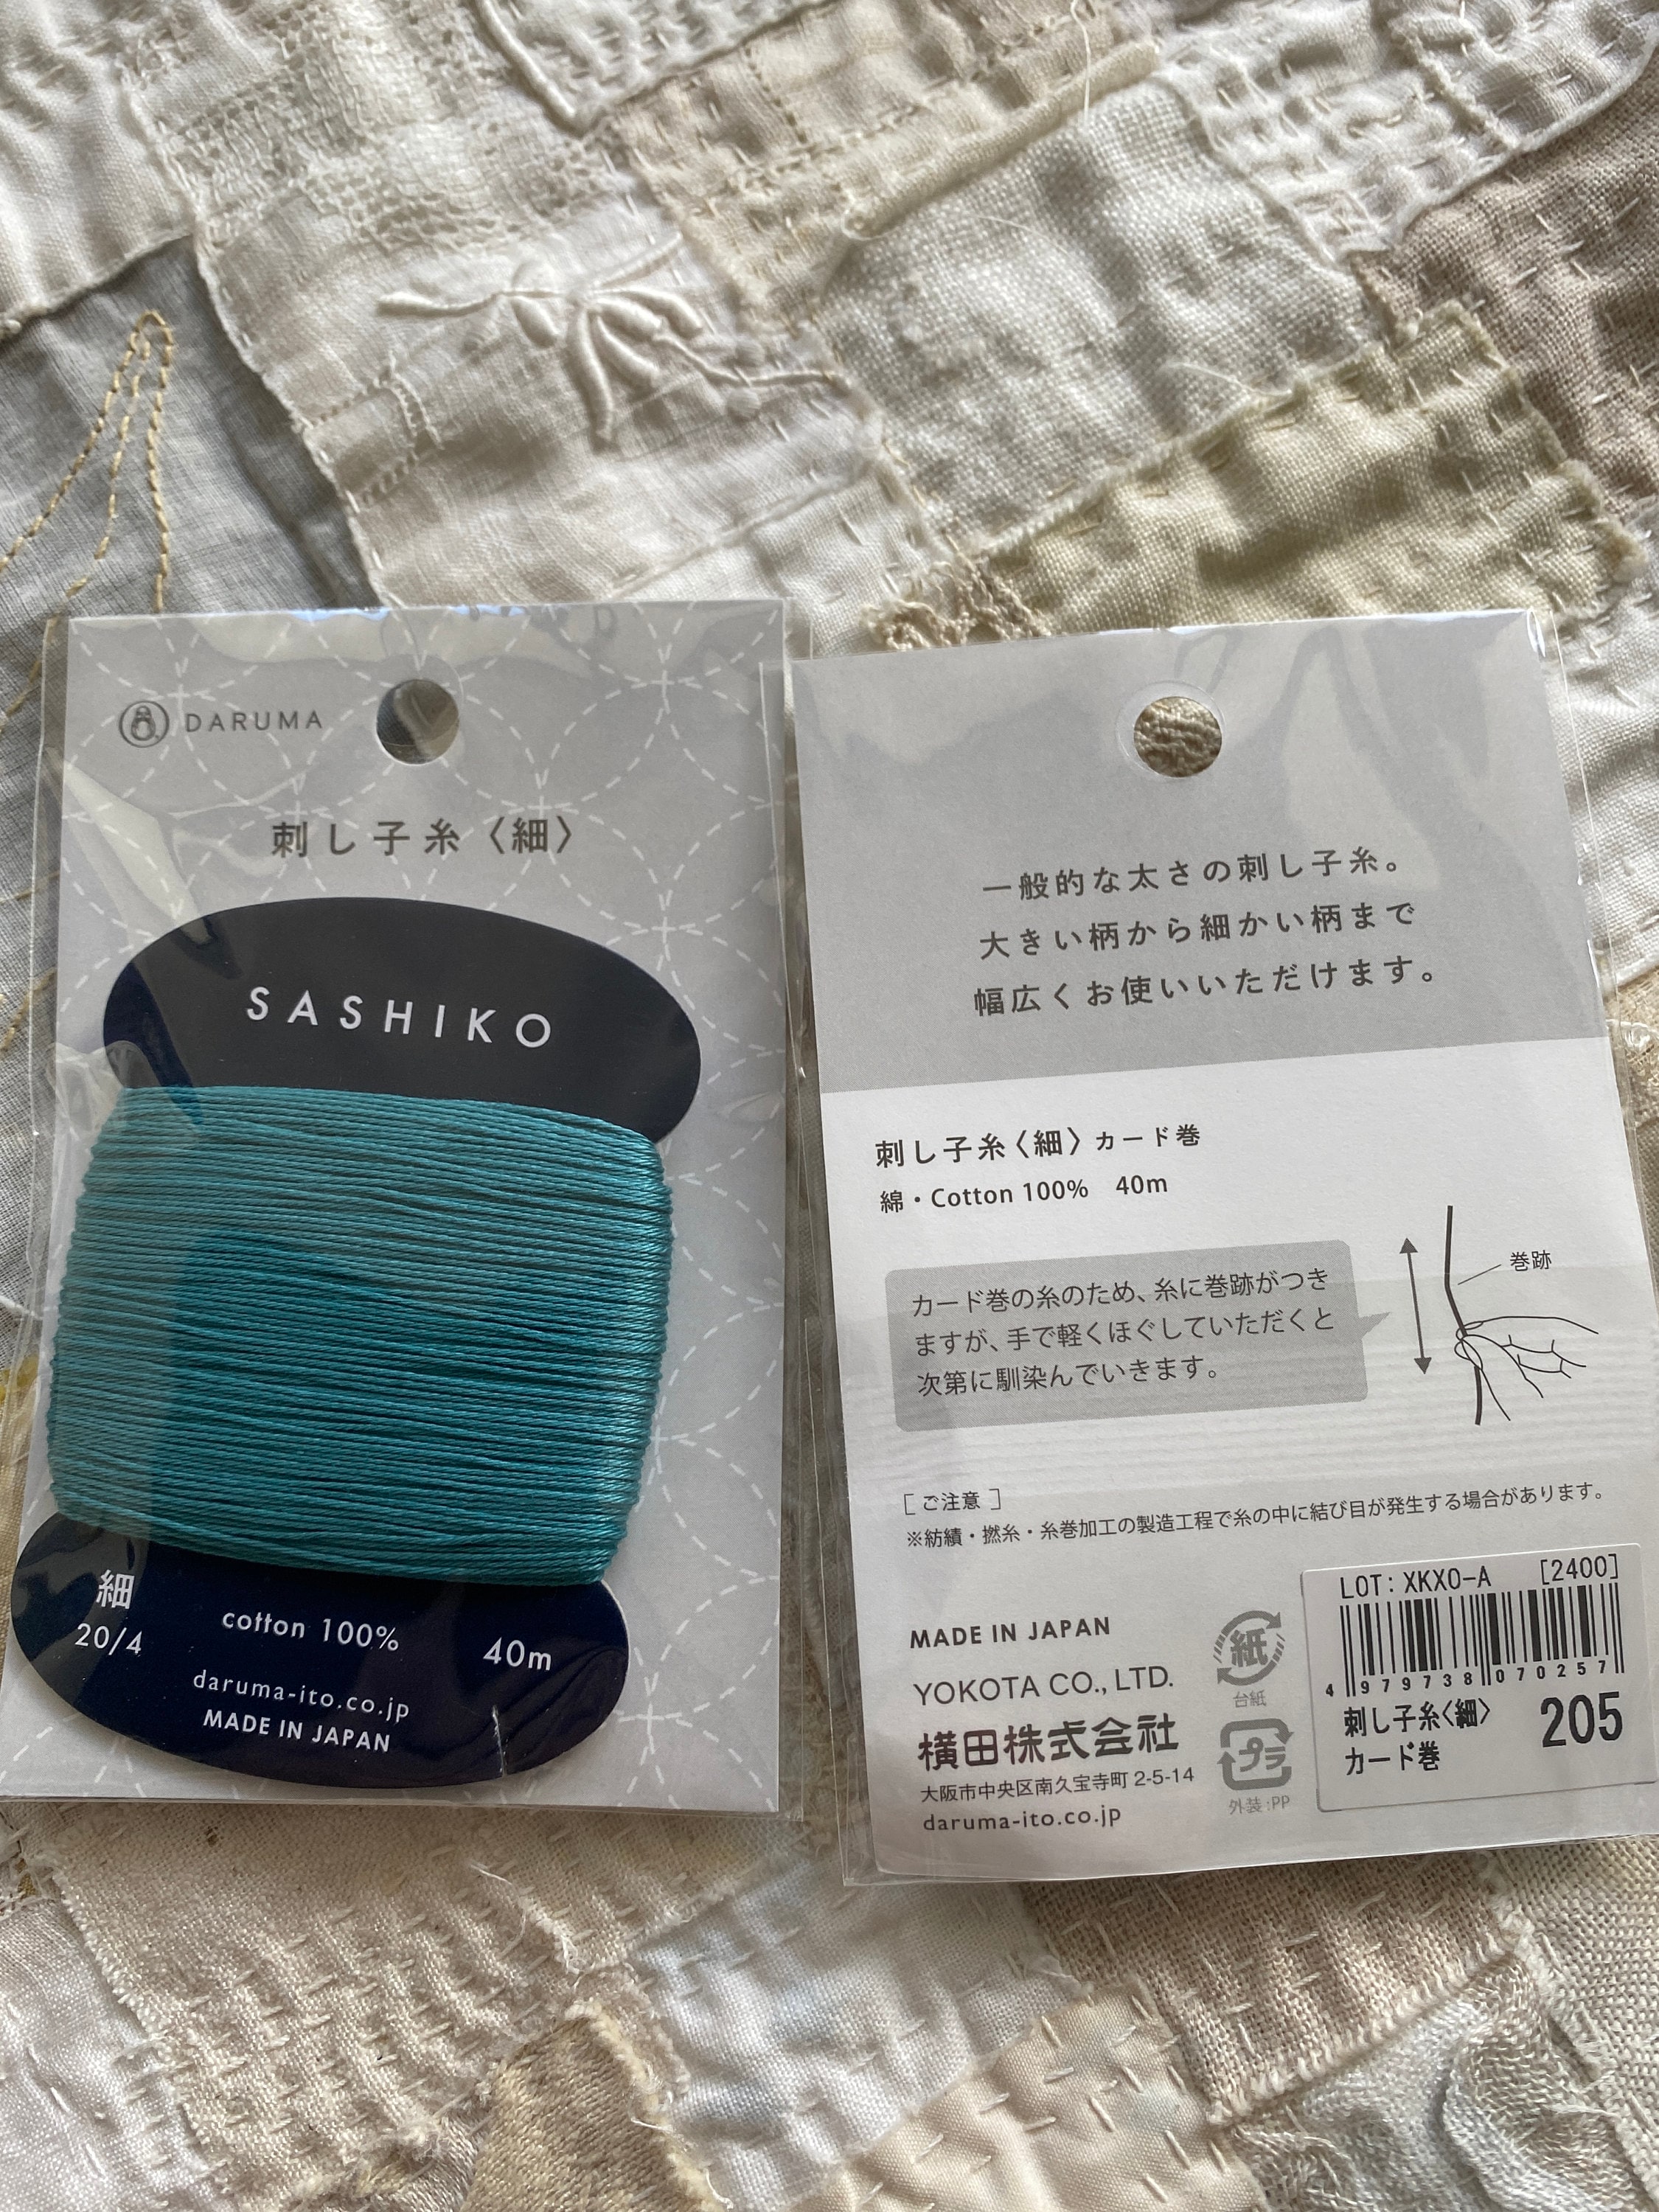 DARUMA
刺し子糸〈細〉
SASHIKO
細
20/4
cotton 100%
40m
daruma-ito.co.jp
MADE IN JAPAN
一般的な太さの刺し子糸。
大きい柄から細かい柄まで
幅広くお使いいただけます。
刺し子糸〈細〉カード巻
綿・Cotton 100% 40m
カード巻の糸のため、糸に巻跡がつき
ますが、手で軽くほぐしていただくと
次第に馴染んでいきます。
巻跡
［ご注意］
※紡績・撚糸・糸巻加工の製造工程で糸の中に結び目が発生する場合があります。
MADE IN JAPAN
YOKOTA CO., LTD.
横田株式会社
大阪市中央区南久宝寺町 2-5-14
daruma-ito.co.jp
紙
台紙
プラ
外装:PP
LOT: XKXO-A [2400]
4 979738 070257
刺し子糸〈細〉
カード巻
205